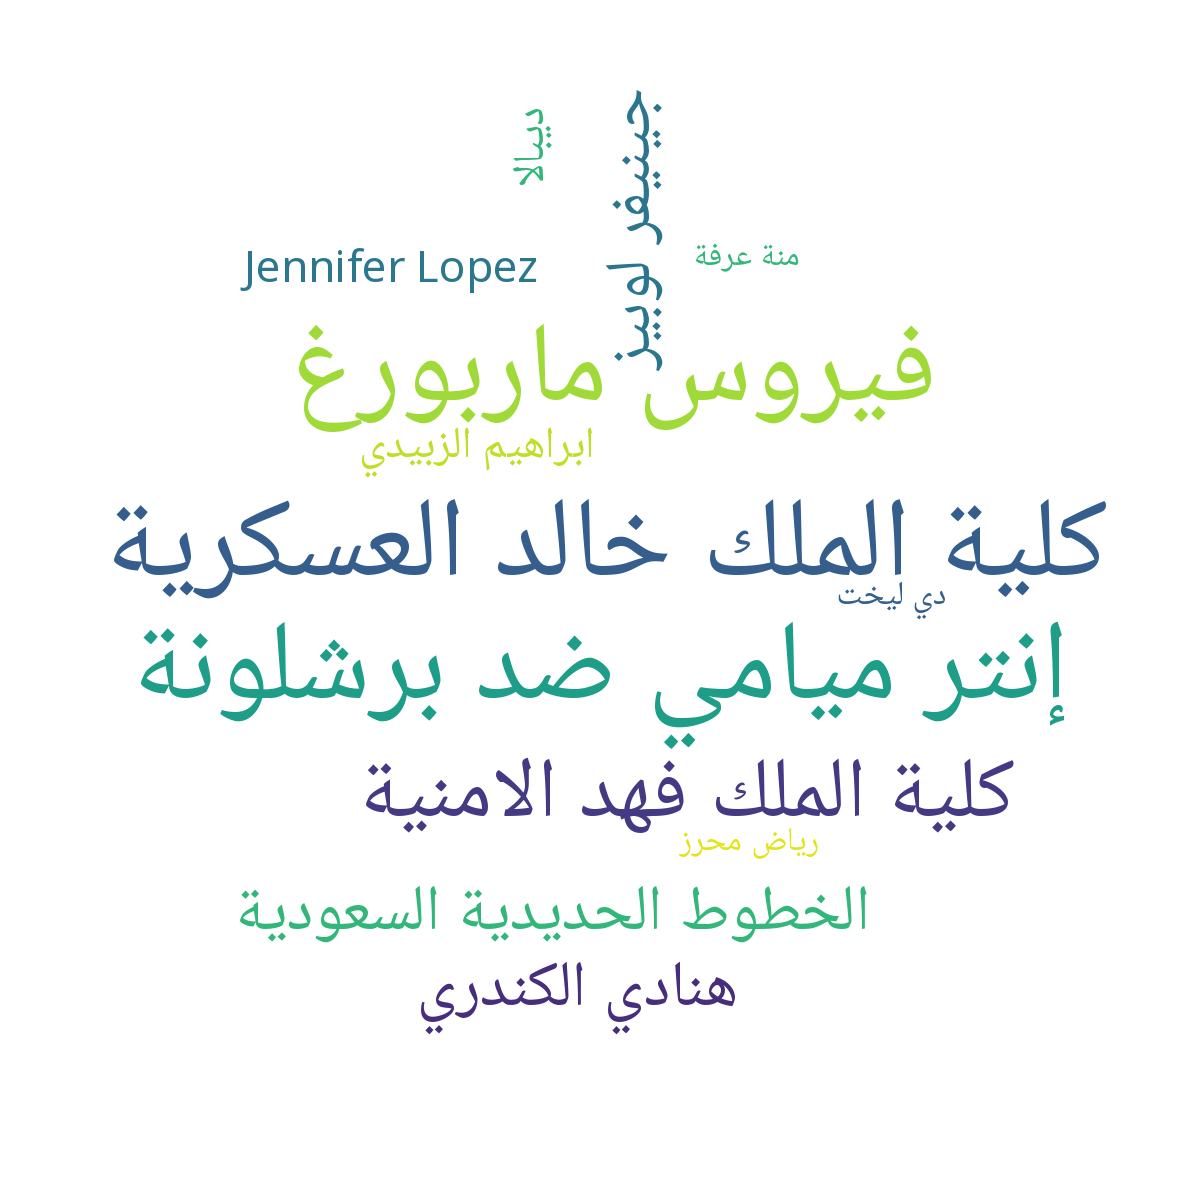 ديبالا
جينيفر لوبيز
منة عرفة
Jennifer Lopez
فيروس ماربورغ
ابراهيم الزبيدي
كلية الملك خالد العسكرية
دي ليخت
إنتر ميامي ضد برشلونة
كلية الملك فهد الامنية
رياض محرز
الخطوط الحديدية السعودية
هنادي الكندري